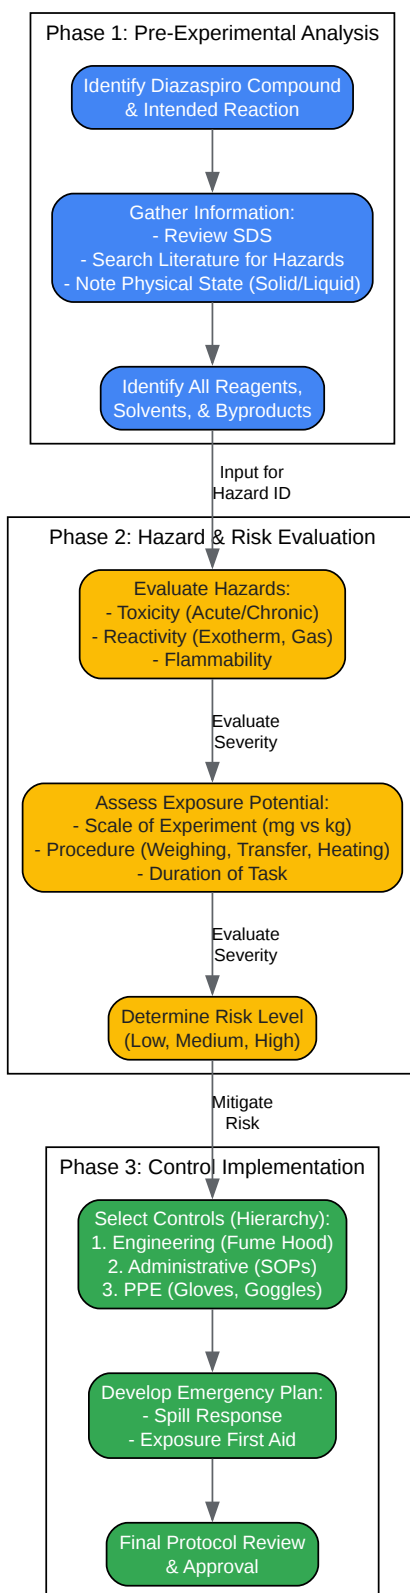 Phase 1: Pre-Experimental Analysis
Identify Diazaspiro Compound
& Intended Reaction
Gather Information:
- Review SDS
- Search Literature for Hazards
- Note Physical State (Solid/Liquid)
Identify All Reagents,
Solvents, & Byproducts
Input for
Hazard ID
Phase 2: Hazard & Risk Evaluation
Evaluate Hazards:
- Toxicity (Acute/Chronic)
- Reactivity (Exotherm, Gas)
- Flammability
Evaluate
Severity
Assess Exposure Potential:
- Scale of Experiment (mg vs kg)
- Procedure (Weighing, Transfer, Heating)
- Duration of Task
Evaluate
Severity
Determine Risk Level
(Low, Medium, High)
Mitigate
Risk
Phase 3: Control Implementation
Select Controls (Hierarchy):
1. Engineering (Fume Hood)
2. Administrative (SOPs)
3. PPE (Gloves, Goggles)
Develop Emergency Plan:
- Spill Response
- Exposure First Aid
Final Protocol Review
& Approval